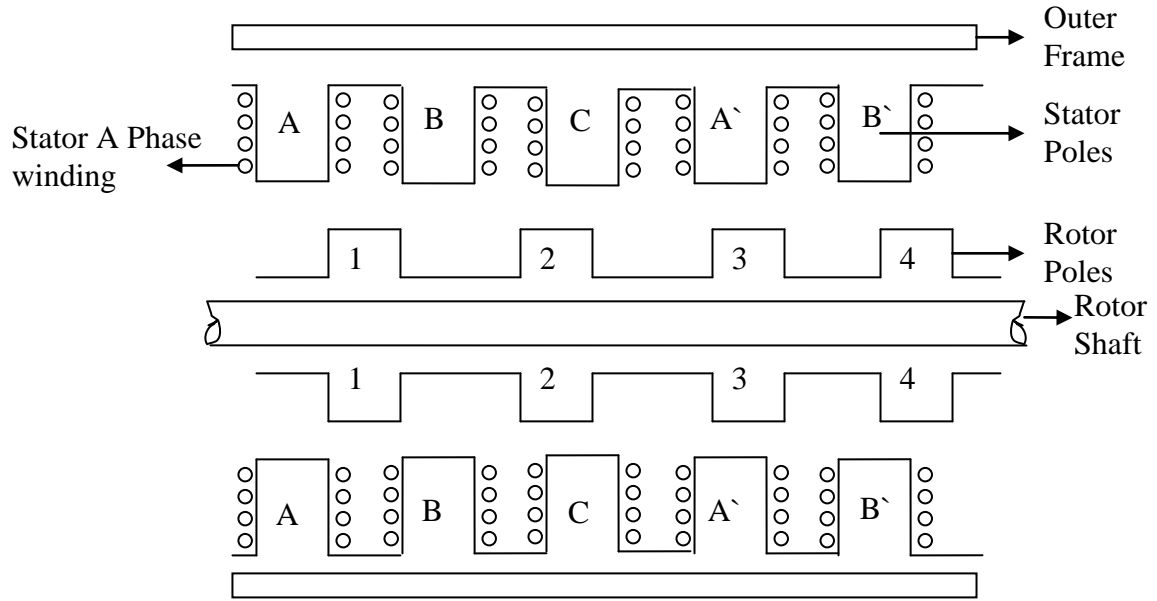 Outer
Frame
A B C A` B`
Stator A Phase
winding
Stator
Poles
1 2 3 4
Rotor
Poles
Rotor
Shaft
1 2 3 4
A B C A` B`